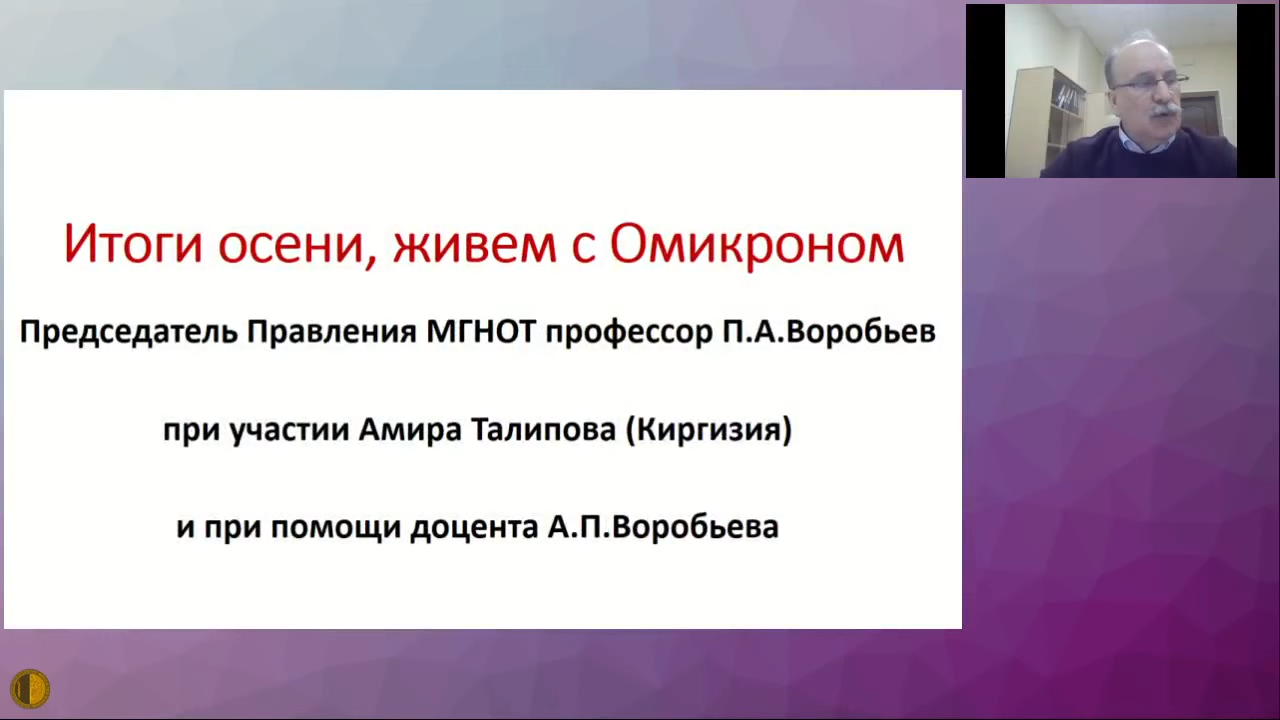 Итоги осени, живем с Омикроном
Председатель Правления МГНОТ профессор П.А.Воробьев
при участии Амира Талипова (Киргизия)
и при помощи доцента А.П.Воробьева